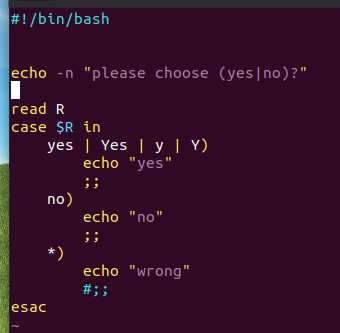 #!/bin/bash
echo -n "please choose (yes|no)?"
read R
case $R in
    yes | Yes | y | Y)
        echo "yes"
        ;;
    no)
        echo "no"
        ;;
    *)
        echo "wrong"
        #;;
esac
~